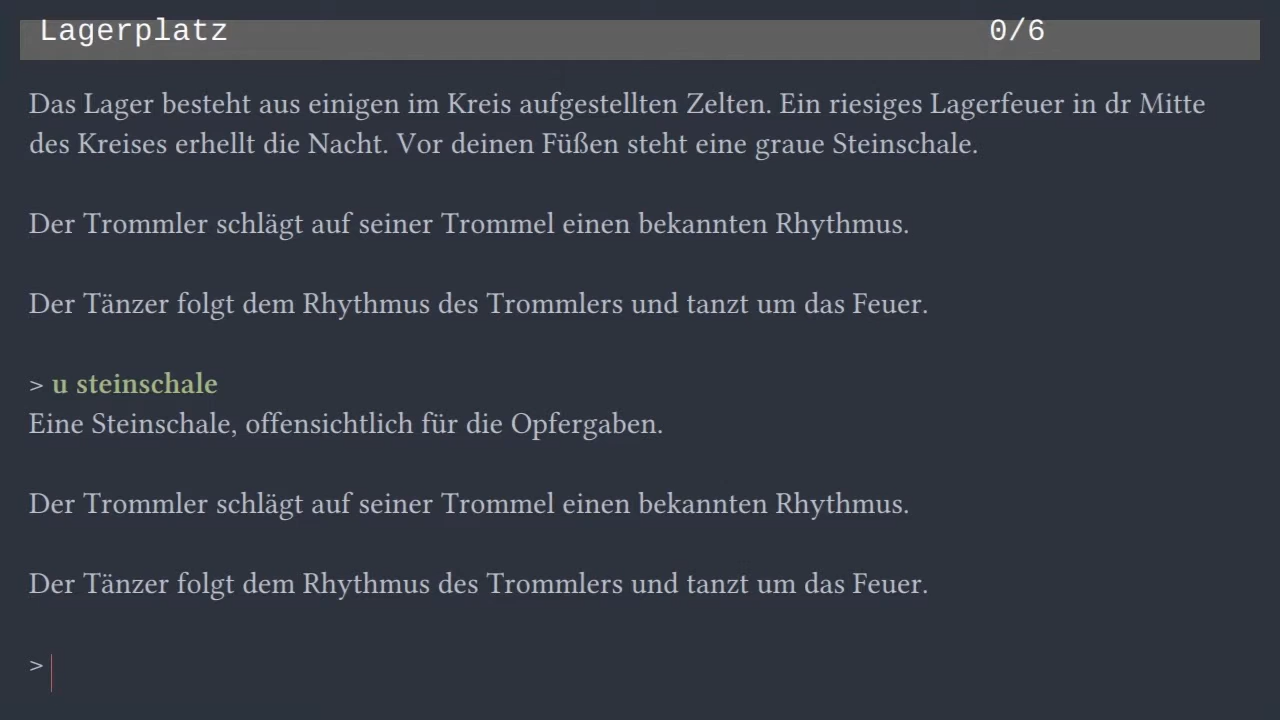 Lagerplatz 0/6
Das Lager besteht aus einigen im Kreis aufgestellten Zelten. Ein riesiges Lagerfeuer in dr Mitte
des Kreises erhellt die Nacht. Vor deinen Füßen steht eine graue Steinschale.
Der Trommler schlägt auf seiner Trommel einen bekannten Rhythmus.
Der Tänzer folgt dem Rhythmus des Trommlers und tanzt um das Feuer.
> u steinschale
Eine Steinschale, offensichtlich für die Opfergaben.
Der Trommler schlägt auf seiner Trommel einen bekannten Rhythmus.
Der Tänzer folgt dem Rhythmus des Trommlers und tanzt um das Feuer.
>